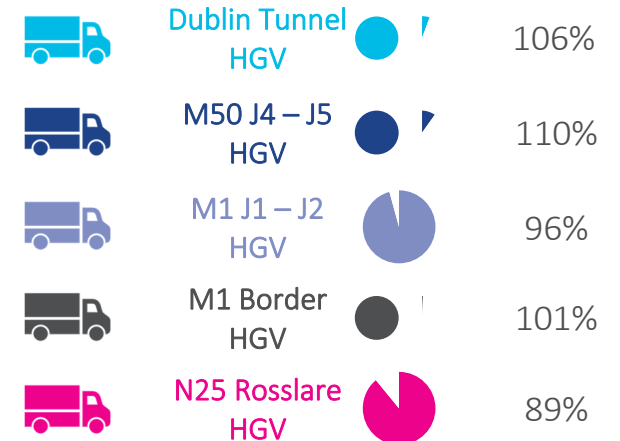 Dublin Tunnel
HGV
106%
M50 J4 – J5
HGV
110%
M1 J1 – J2
HGV
96%
M1 Border
HGV
101%
N25 Rosslare
HGV
89%